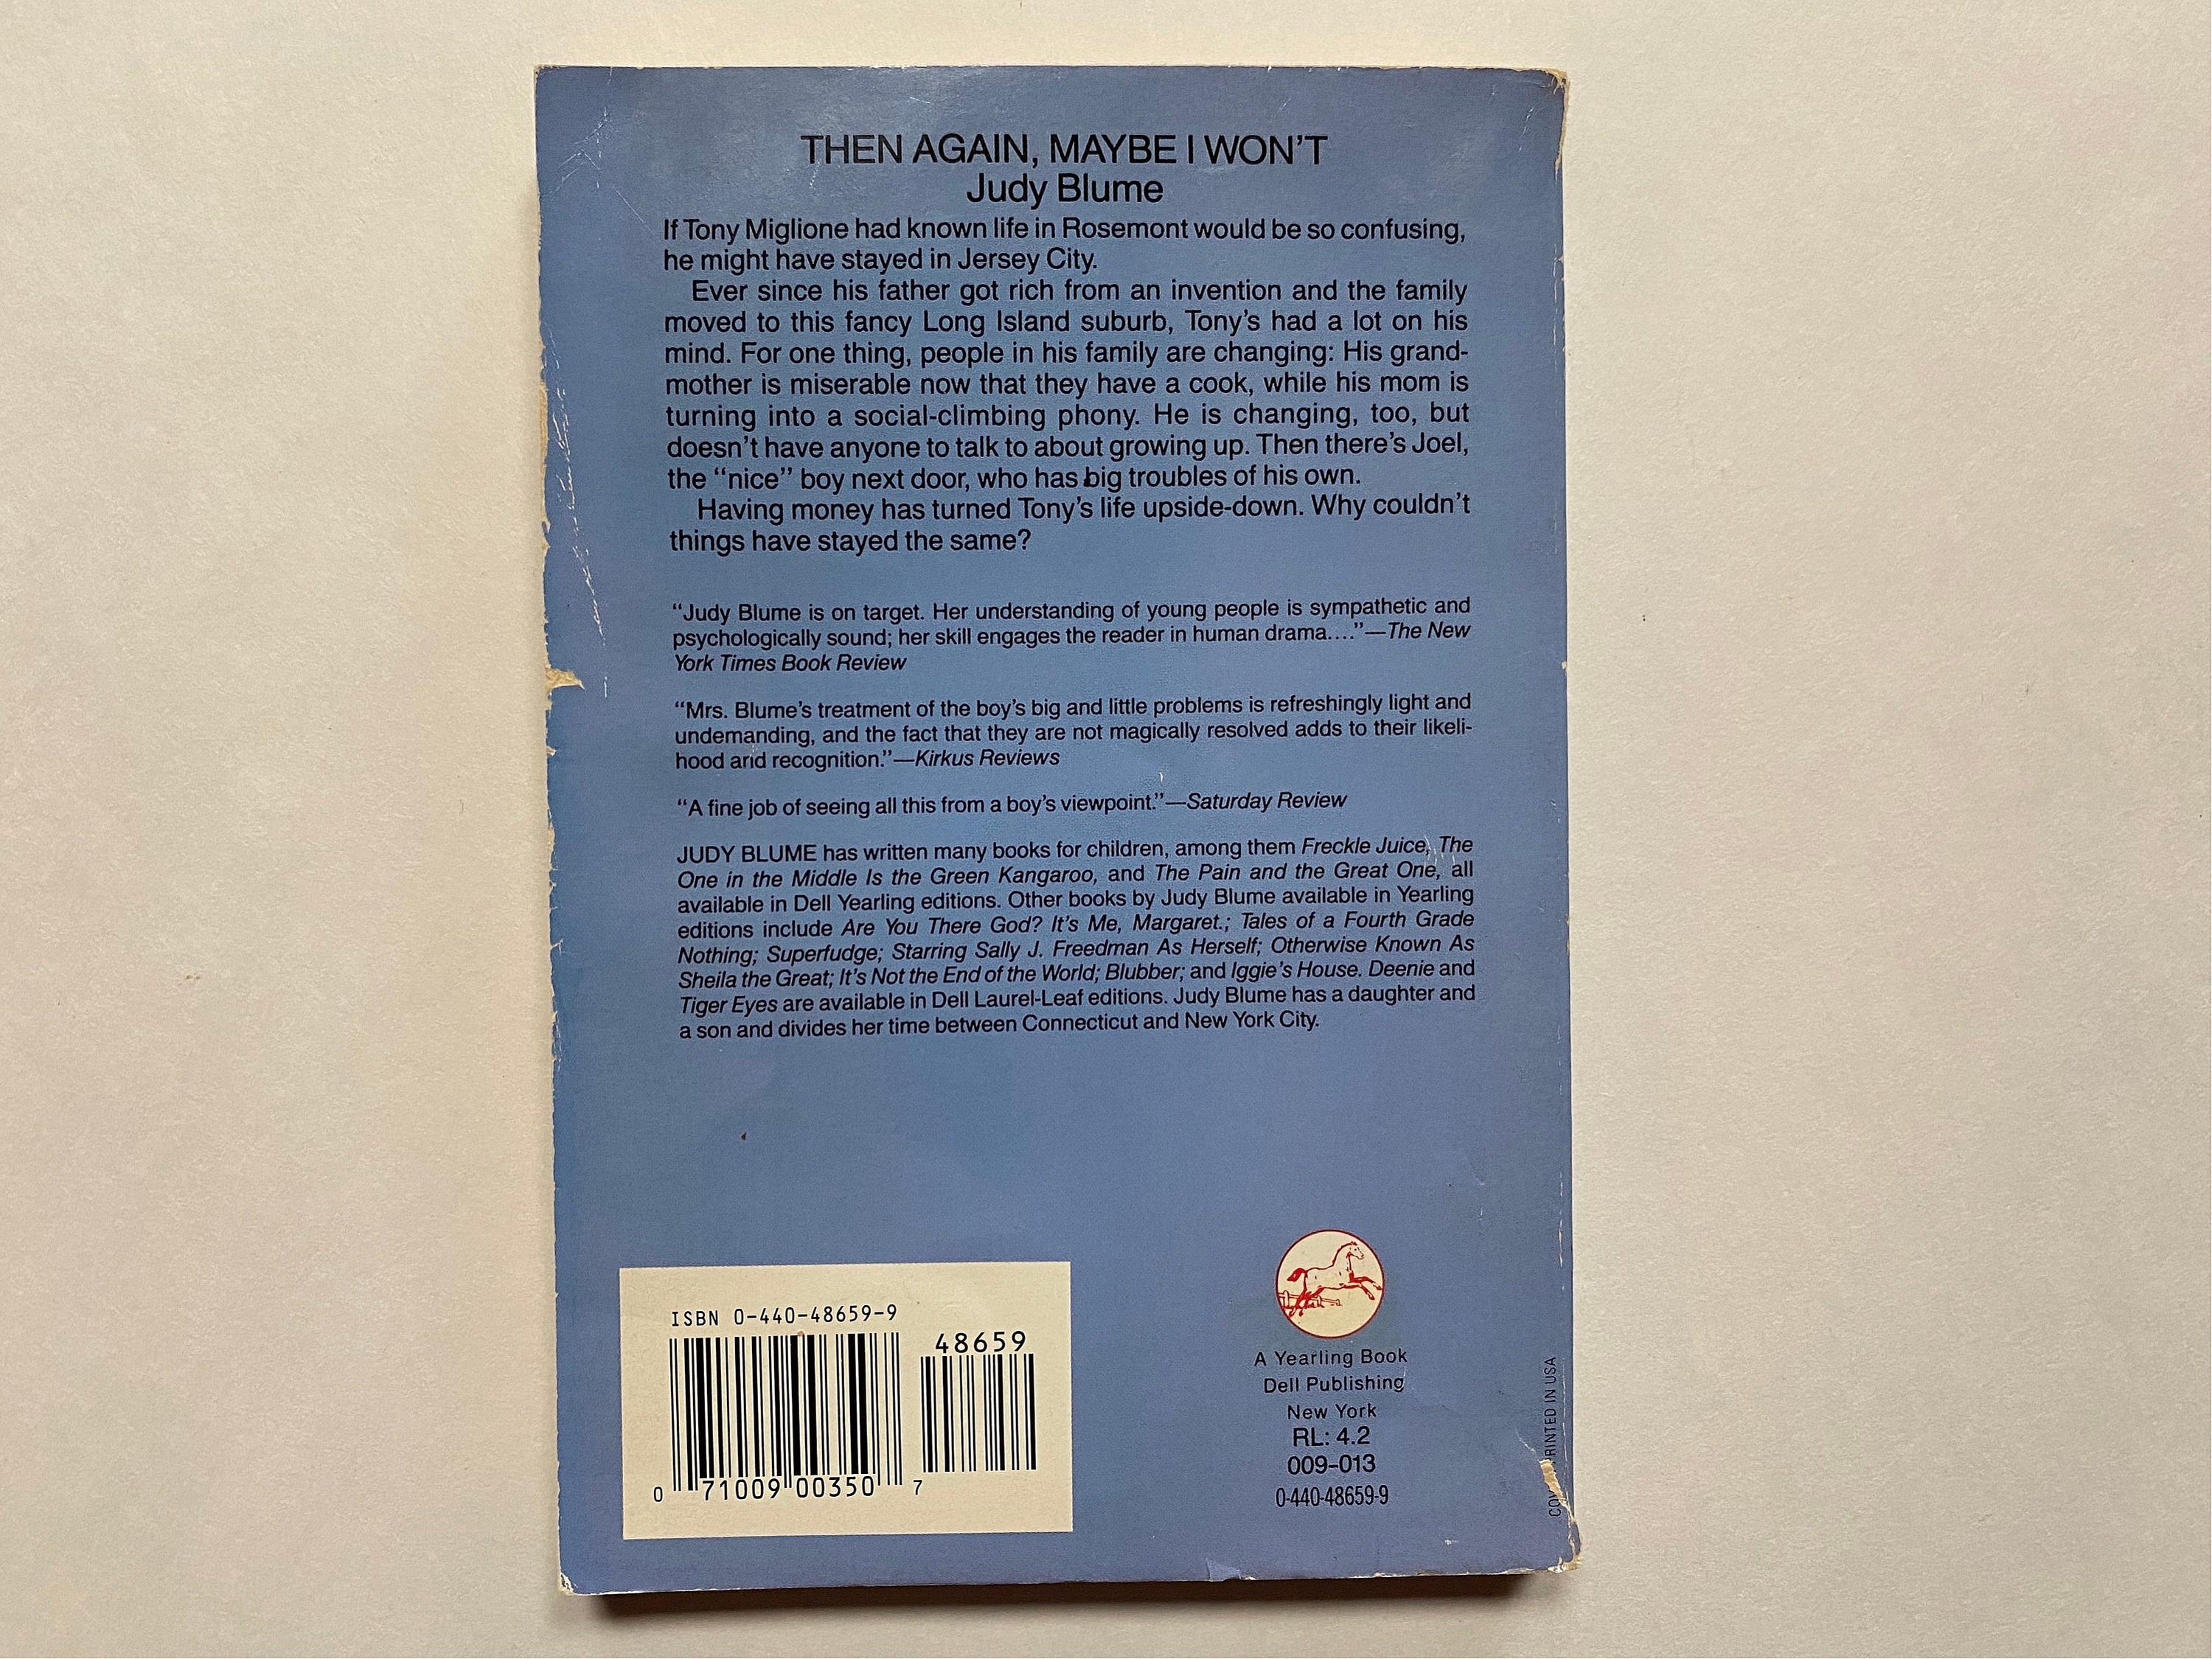 THEN AGAIN, MAYBE I WON'T
Judy Blume
If Tony Miglione had known life in Rosemont would be so confusing,
he might have stayed in Jersey City.
Ever since his father got rich from an invention and the family
moved to this fancy Long Island suburb, Tony's had a lot on his
mind. For one thing, people in his family are changing: His grand-
mother is miserable now that they have a cook, while his mom is
turning into a social-climbing phony. He is changing, too, but
doesn't have anyone to talk to about growing up. Then there's Joel,
the "nice" boy next door, who has big troubles of his own.
Having money has turned Tony's life upside-down. Why couldn't
things have stayed the same?
"Judy Blume is on target. Her understanding of young people is sympathetic and
psychologically sound; her skill engages the reader in human drama...."—The New
York Times Book Review
"Mrs. Blume's treatment of the boy's big and little problems is refreshingly light and
undemanding, and the fact that they are not magically resolved adds to their likeli-
hood and recognition."—Kirkus Reviews
"A fine job of seeing all this from a boy's viewpoint."—Saturday Review
JUDY BLUME has written many books for children, among them Freckle Juice, The
One in the Middle Is the Green Kangaroo, and The Pain and the Great One, all
available in Dell Yearling editions. Other books by Judy Blume available in Yearling
editions include Are You There God? It's Me, Margaret.; Tales of a Fourth Grade
Nothing; Superfudge; Starring Sally J. Freedman As Herself; Otherwise Known As
Sheila the Great; It's Not the End of the World; Blubber; and Iggie's House. Deenie and
Tiger Eyes are available in Dell Laurel-Leaf editions. Judy Blume has a daughter and
a son and divides her time between Connecticut and New York City.
ISBN 0-440-48659-9
48659
0 71009 00350 7
A Yearling Book
Dell Publishing
New York
RL: 4.2
009-013
0-440-48659-9
IN USA